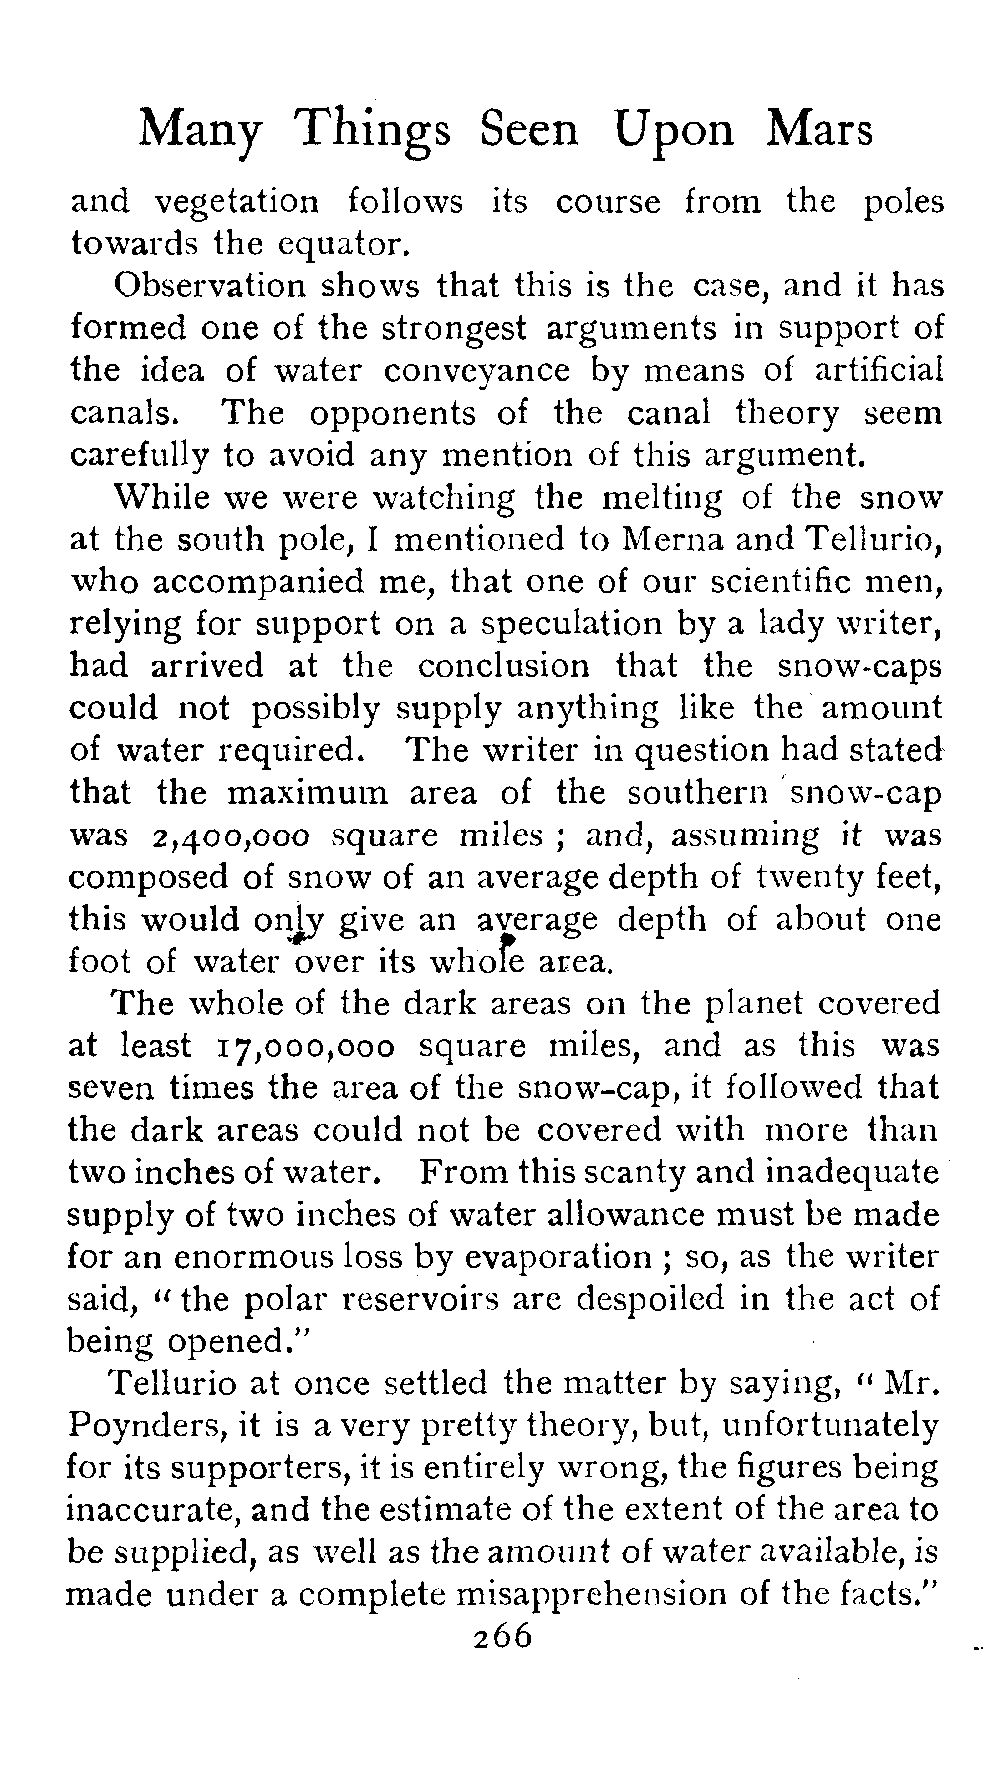 Many Things Seen Upon Mars
and vegetation follows its course from the poles
towards the equator.
Observation shows that this is the case, and it has
formed one of the strongest arguments in support of
the idea of water conveyance by means of artificial
canals. The opponents of the canal theory seem
carefully to avoid any mention of this argument.
While we were watching the melting of the snow
at the south pole, I mentioned to Merna and Tellurio,
who accompanied me, that one of our scientific men,
relying for support on a speculation by a lady writer,
had arrived at the conclusion that the snow-caps
could not possibly supply anything like the amount
of water required. The writer in question had stated
that the maximum area of the southern snow-cap
was 2,400,000 square miles ; and, assuming it was
composed of snow of an average depth of twenty feet,
this would only give an average depth of about one
foot of water over its whole area.
The whole of the dark areas on the planet covered
at least 17,000,000 square miles, and as this was
seven times the area of the snow-cap, it followed that
the dark areas could not be covered with more than
two inches of water. From this scanty and inadequate
supply of two inches of water allowance must be made
for an enormous loss by evaporation ; so, as the writer
said, “ the polar reservoirs are despoiled in the act of
being opened.”
Tellurio at once settled the matter by saying, “ Mr.
Poynders, it is a very pretty theory, but, unfortunately
for its supporters, it is entirely wrong, the figures being
inaccurate, and the estimate of the extent of the area to
be supplied, as well as the amount of water available, is
made under a complete misapprehension of the facts.”
266